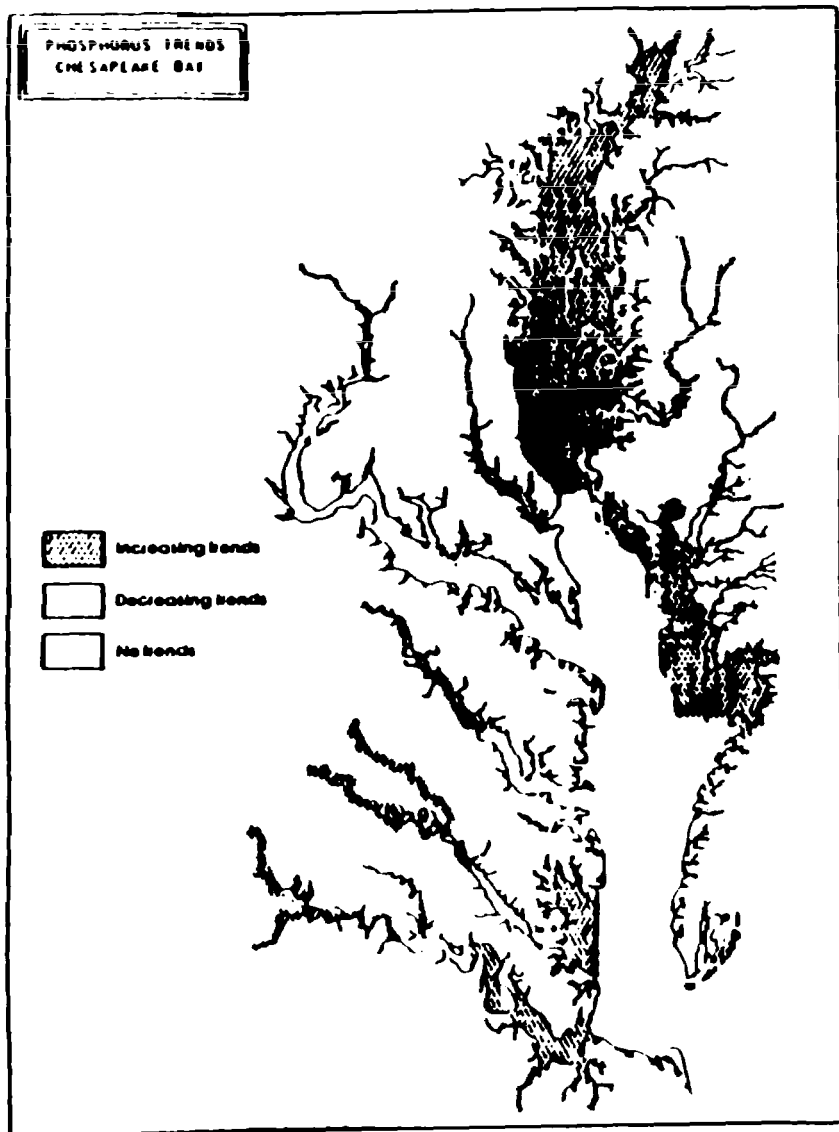 PHOSPHORUS TRENDS
CHESAPEAKE BAY
Increasing trends
Decreasing trends
No trends